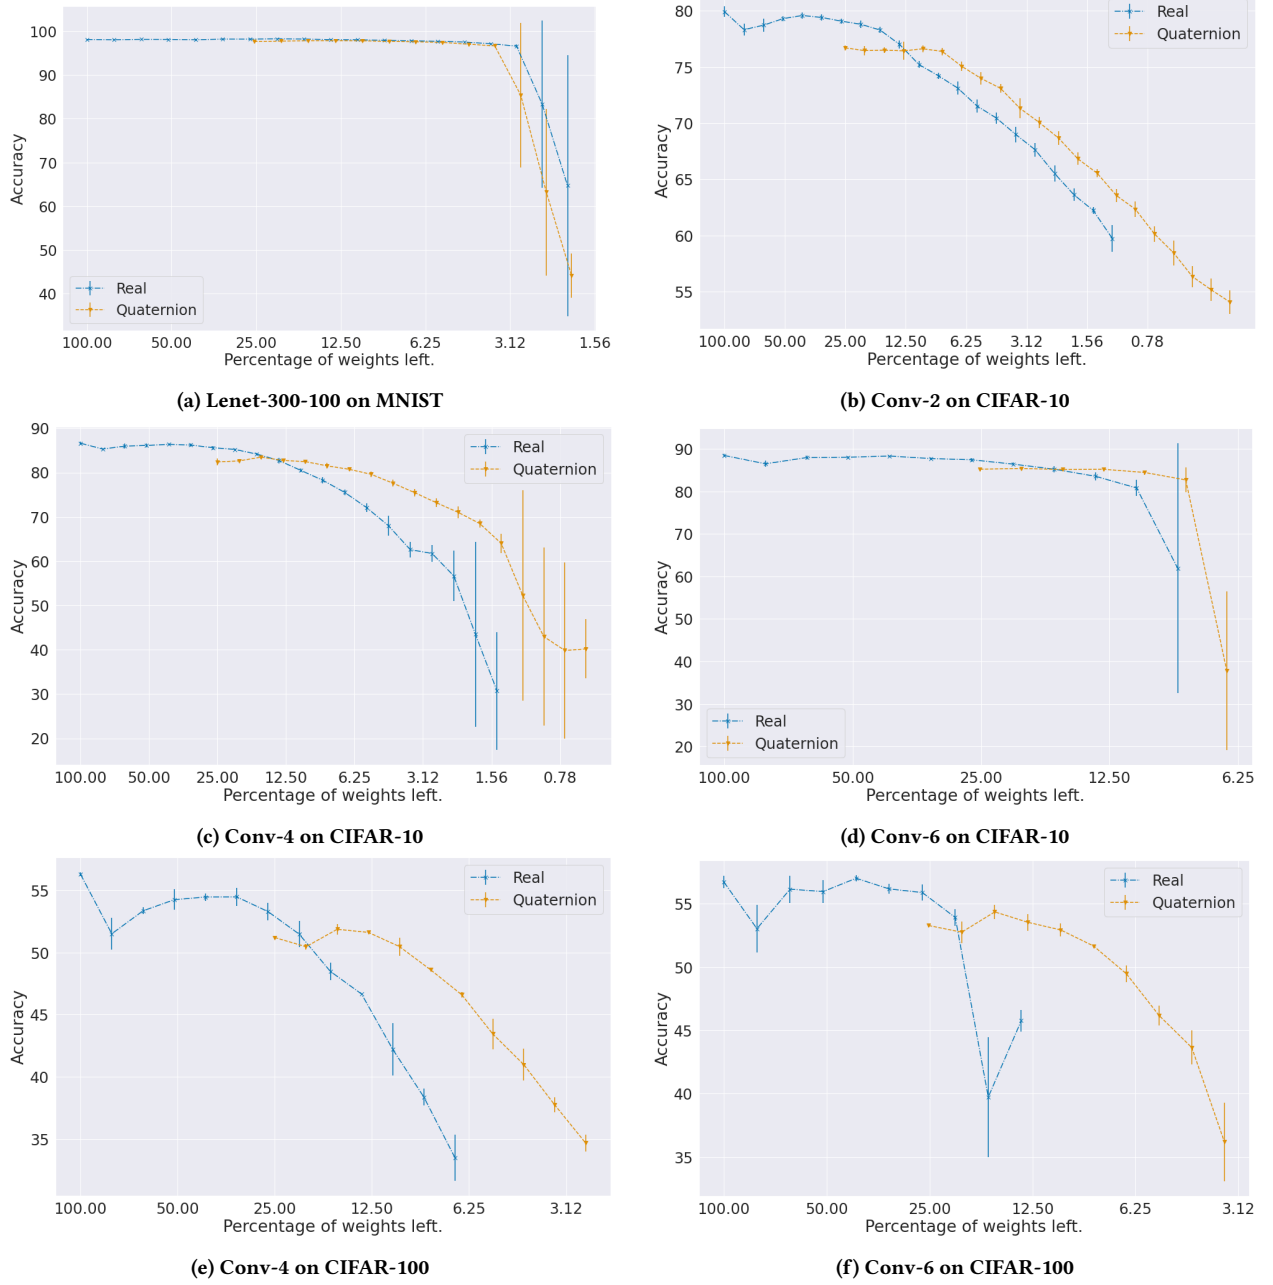 100
90
80
70
60
50
40
Accuracy
Real
Quaternion
100.00 50.00 25.00 12.50 6.25 3.12 1.56
Percentage of weights left.
(a) Lenet-300-100 on MNIST
80
75
70
65
60
55
Accuracy
Real
Quaternion
100.00 50.00 25.00 12.50 6.25 3.12 1.56 0.78
Percentage of weights left.
(b) Conv-2 on CIFAR-10
90
80
70
60
50
40
30
20
Accuracy
Real
Quaternion
100.00 50.00 25.00 12.50 6.25 3.12 1.56 0.78
Percentage of weights left.
(c) Conv-4 on CIFAR-10
90
80
70
60
50
40
30
20
Accuracy
Real
Quaternion
100.00 50.00 25.00 12.50 6.25
Percentage of weights left.
(d) Conv-6 on CIFAR-10
55
50
45
40
35
Accuracy
Real
Quaternion
100.00 50.00 25.00 12.50 6.25 3.12
Percentage of weights left.
(e) Conv-4 on CIFAR-100
55
50
45
40
35
Accuracy
Real
Quaternion
100.00 50.00 25.00 12.50 6.25 3.12
Percentage of weights left.
(f) Conv-6 on CIFAR-100